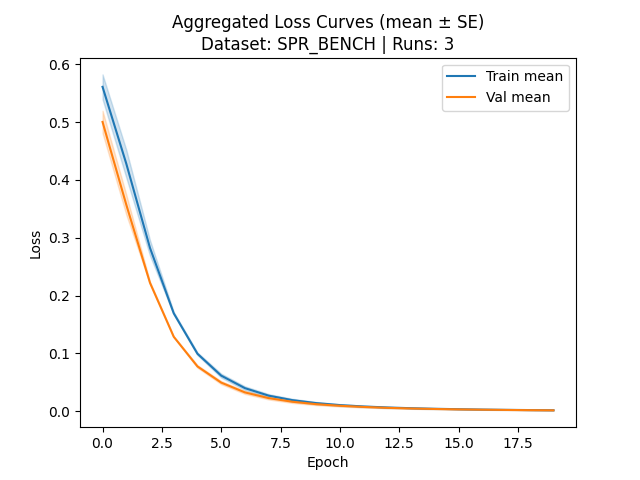 Aggregated Loss Curves (mean ± SE)
Dataset: SPR_BENCH | Runs: 3
Train mean
Val mean
Loss
0.6
0.5
0.4
0.3
0.2
0.1
0.0
0.0 2.5 5.0 7.5 10.0 12.5 15.0 17.5
Epoch